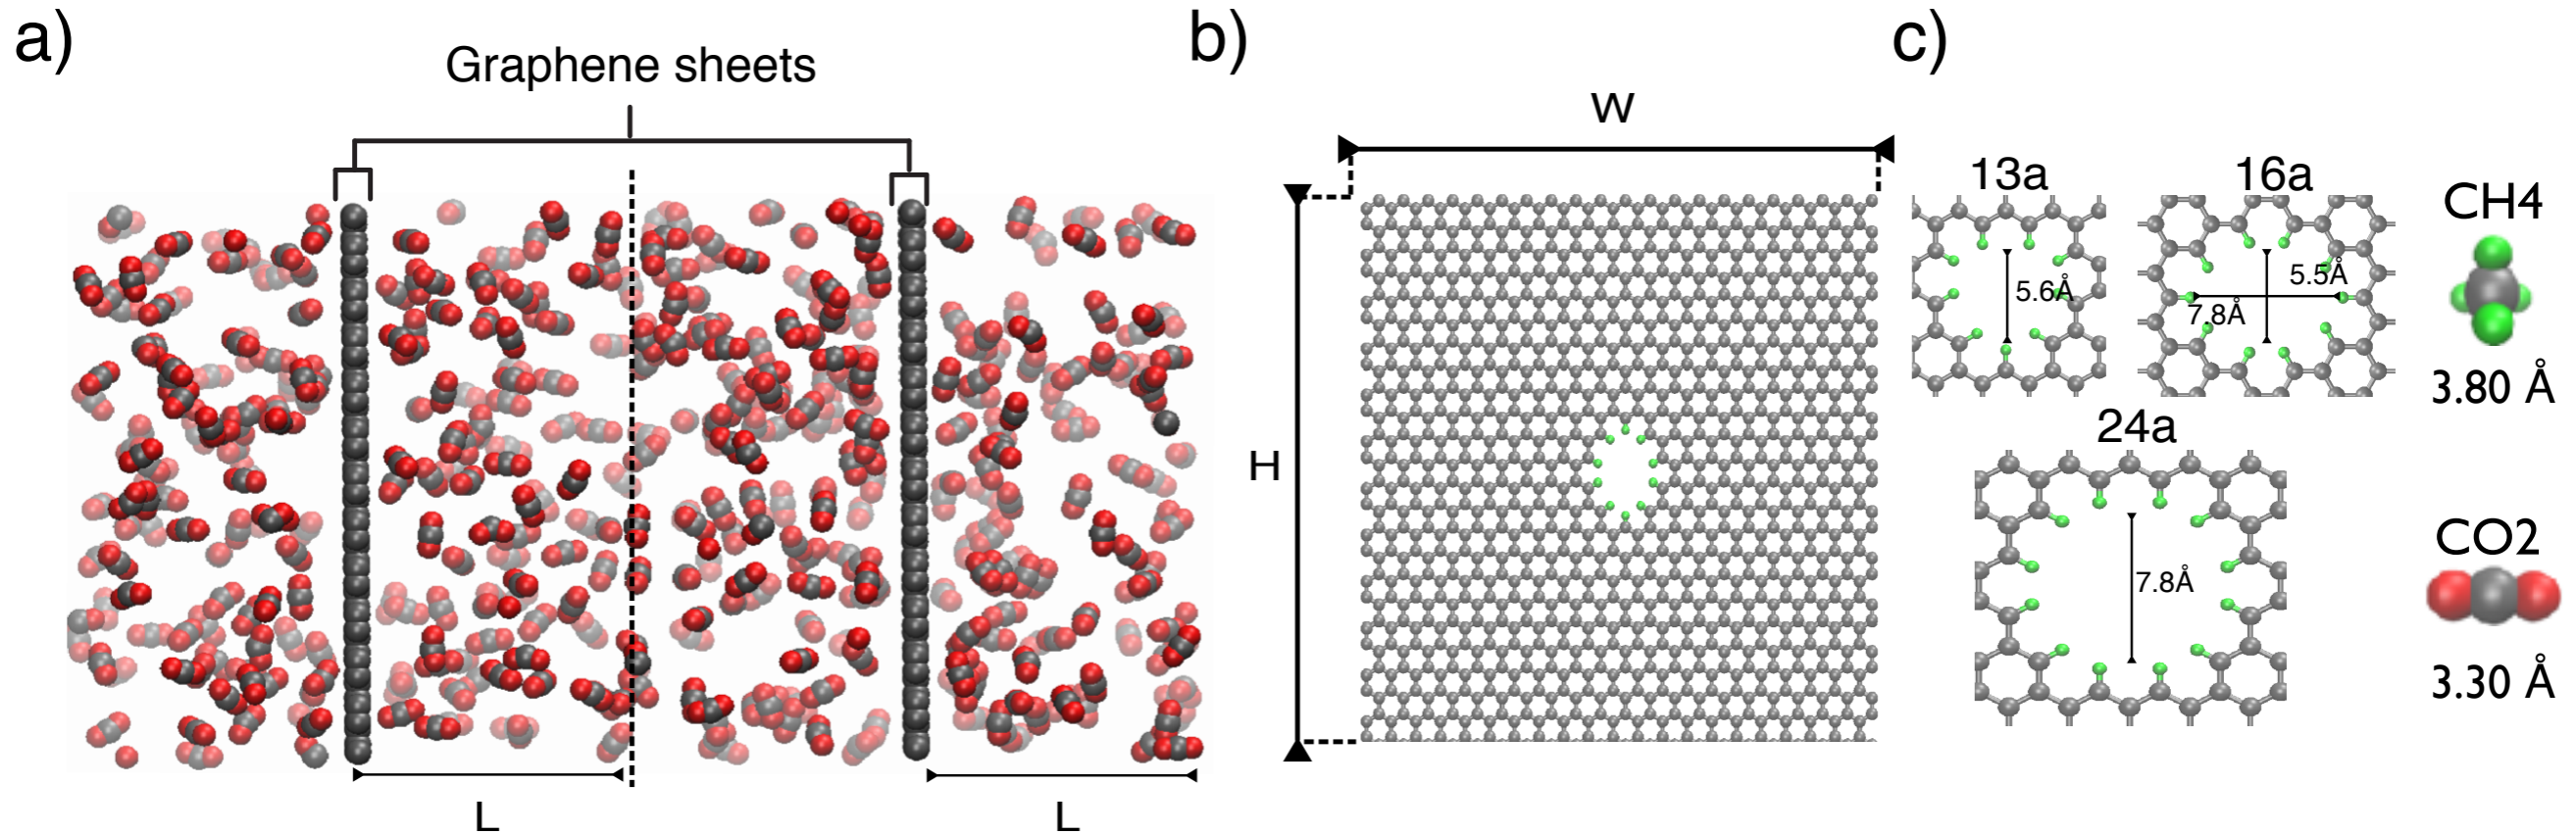 a)
Graphene sheets
L
L
b)
W
H
c)
13a
5.6Å
16a
5.5Å
7.8Å
24a
7.8Å
CH4
3.80 Å
CO2
3.30 Å